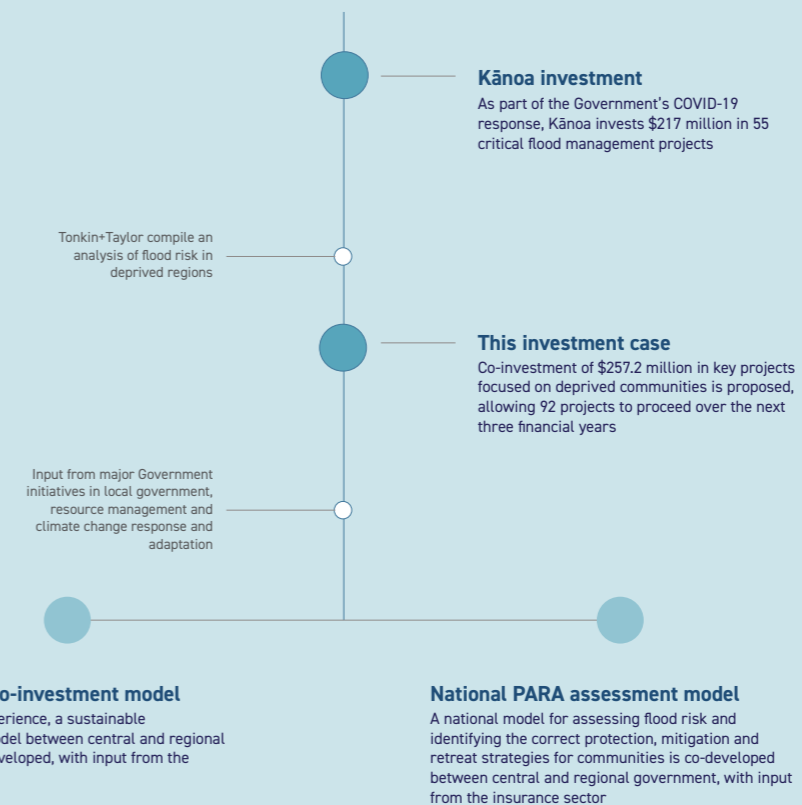 Kānoa investment
As part of the Government's COVID-19
response, Kānoa invests $217 million in 55
critical flood management projects
Tonkin+Taylor compile an
analysis of flood risk in
deprived regions
This investment case
Co-investment of $257.2 million in key projects
focused on deprived communities is proposed,
allowing 92 projects to proceed over the next
three financial years
Input from major Government
initiatives in local government,
resource management and
climate change response and
adaptation
o-investment model
erience, a sustainable
del between central and regional
veloped, with input from the
National PARA assessment model
A national model for assessing flood risk and
identifying the correct protection, mitigation and
retreat strategies for communities is co-developed
between central and regional government, with input
from the insurance sector